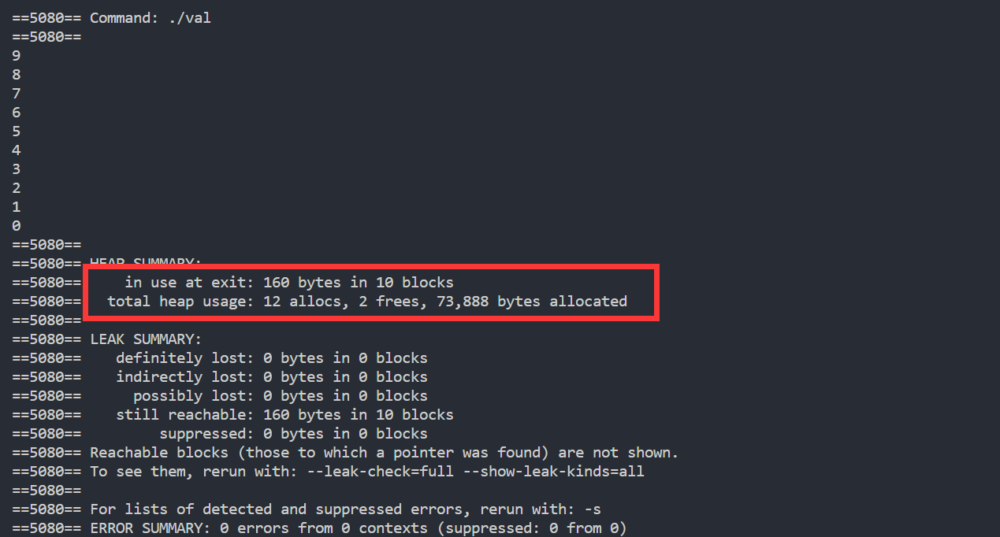 ==5080== Command: ./val
==5080==
9
8
7
6
5
4
3
2
1
0
==5080==
==5080== HEAP SUMMARY:
==5080==     in use at exit: 160 bytes in 10 blocks
==5080==   total heap usage: 12 allocs, 2 frees, 73,888 bytes allocated
==5080==
==5080== LEAK SUMMARY:
==5080==    definitely lost: 0 bytes in 0 blocks
==5080==    indirectly lost: 0 bytes in 0 blocks
==5080==      possibly lost: 0 bytes in 0 blocks
==5080==    still reachable: 160 bytes in 10 blocks
==5080==         suppressed: 0 bytes in 0 blocks
==5080== Reachable blocks (those to which a pointer was found) are not shown.
==5080== To see them, rerun with: --leak-check=full --show-leak-kinds=all
==5080==
==5080== For lists of detected and suppressed errors, rerun with: -s
==5080== ERROR SUMMARY: 0 errors from 0 contexts (suppressed: 0 from 0)